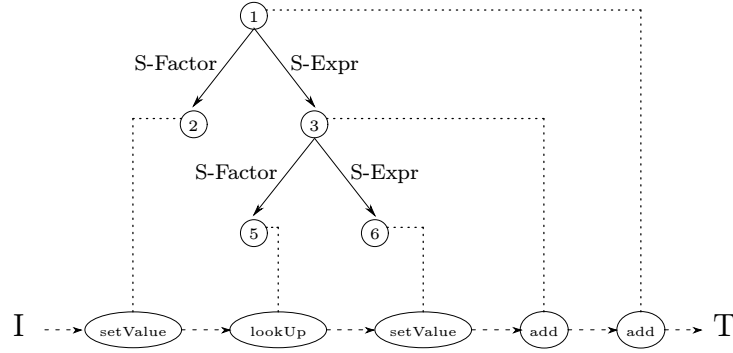 1
S-Factor S-Expr
2 3
S-Factor S-Expr
5 6
I setValue lookUp setValue add add T